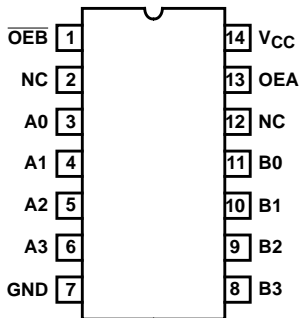 O̅E̅B̅ 1 14 VCC
NC 2 13 OEA
A0 3 12 NC
A1 4 11 B0
A2 5 10 B1
A3 6 9 B2
GND 7 8 B3